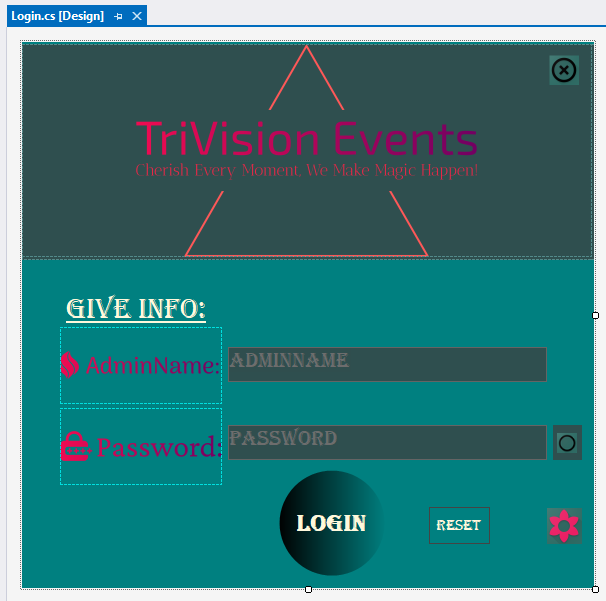 Login.cs [Design]
TriVision Events
Cherish Every Moment, We Make Magic Happen!
GIVE INFO:
AdminName:
ADMINNAME
Password:
PASSWORD
LOGIN
RESET